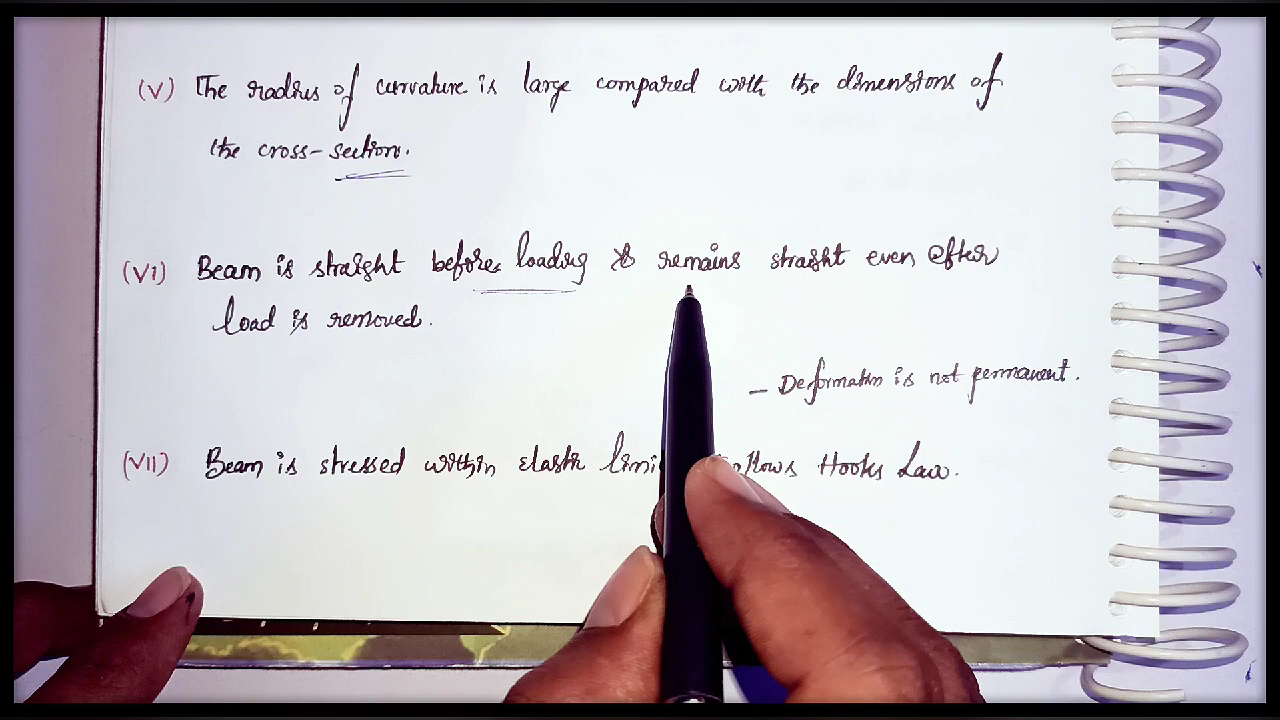 (v) The radius of curvature is large compared with the dimensions of
the cross-section.
(VI) Beam is straight before loading & remains straight even after
load is removed.
– Deformation is not permanent.
(VII) Beam is stressed within elastic Hooks Law.